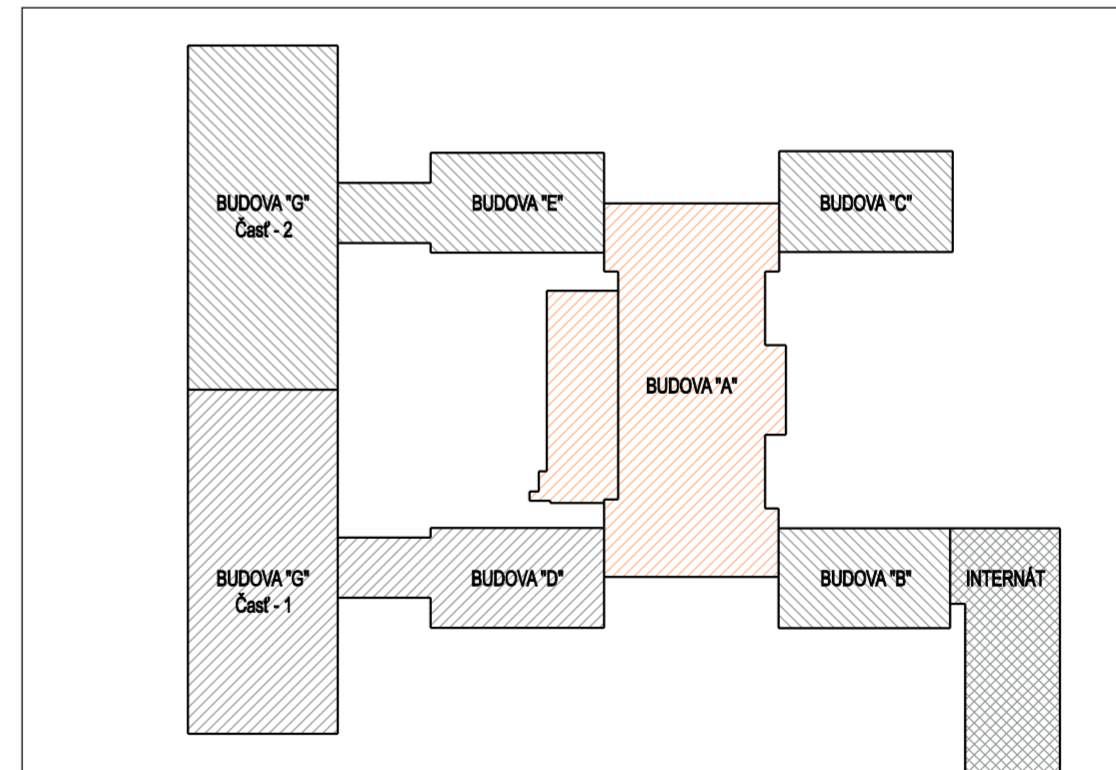 BUDOVA "G"
Časť - 2
BUDOVA "E"
BUDOVA "C"
BUDOVA "A"
BUDOVA "G"
Časť - 1
BUDOVA "D"
BUDOVA "B"
INTERNÁT